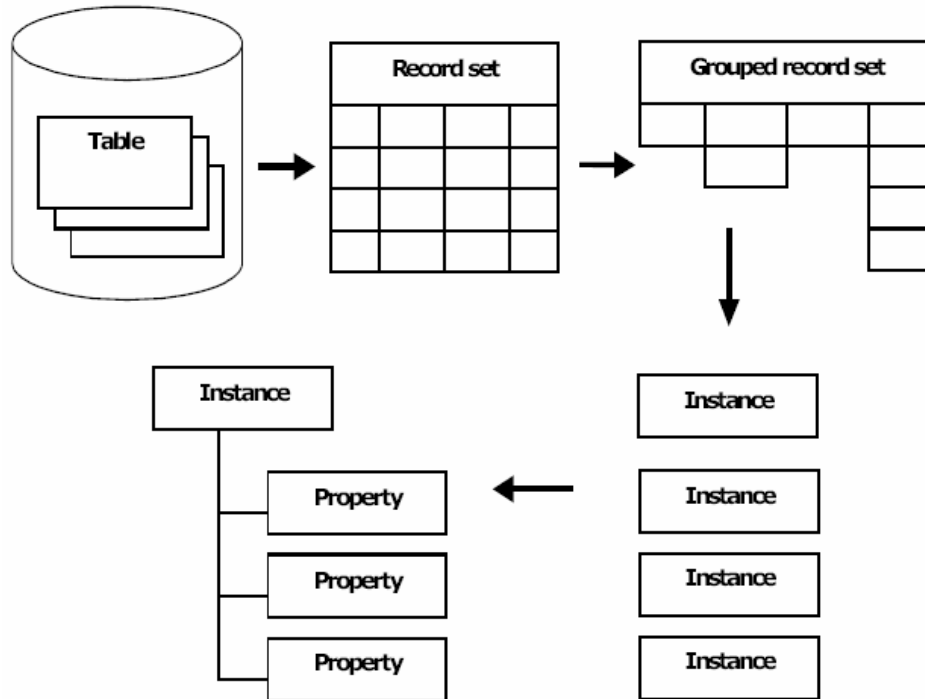 Table
Record set
Grouped record set
Instance
Property
Property
Property
Instance
Instance
Instance
Instance